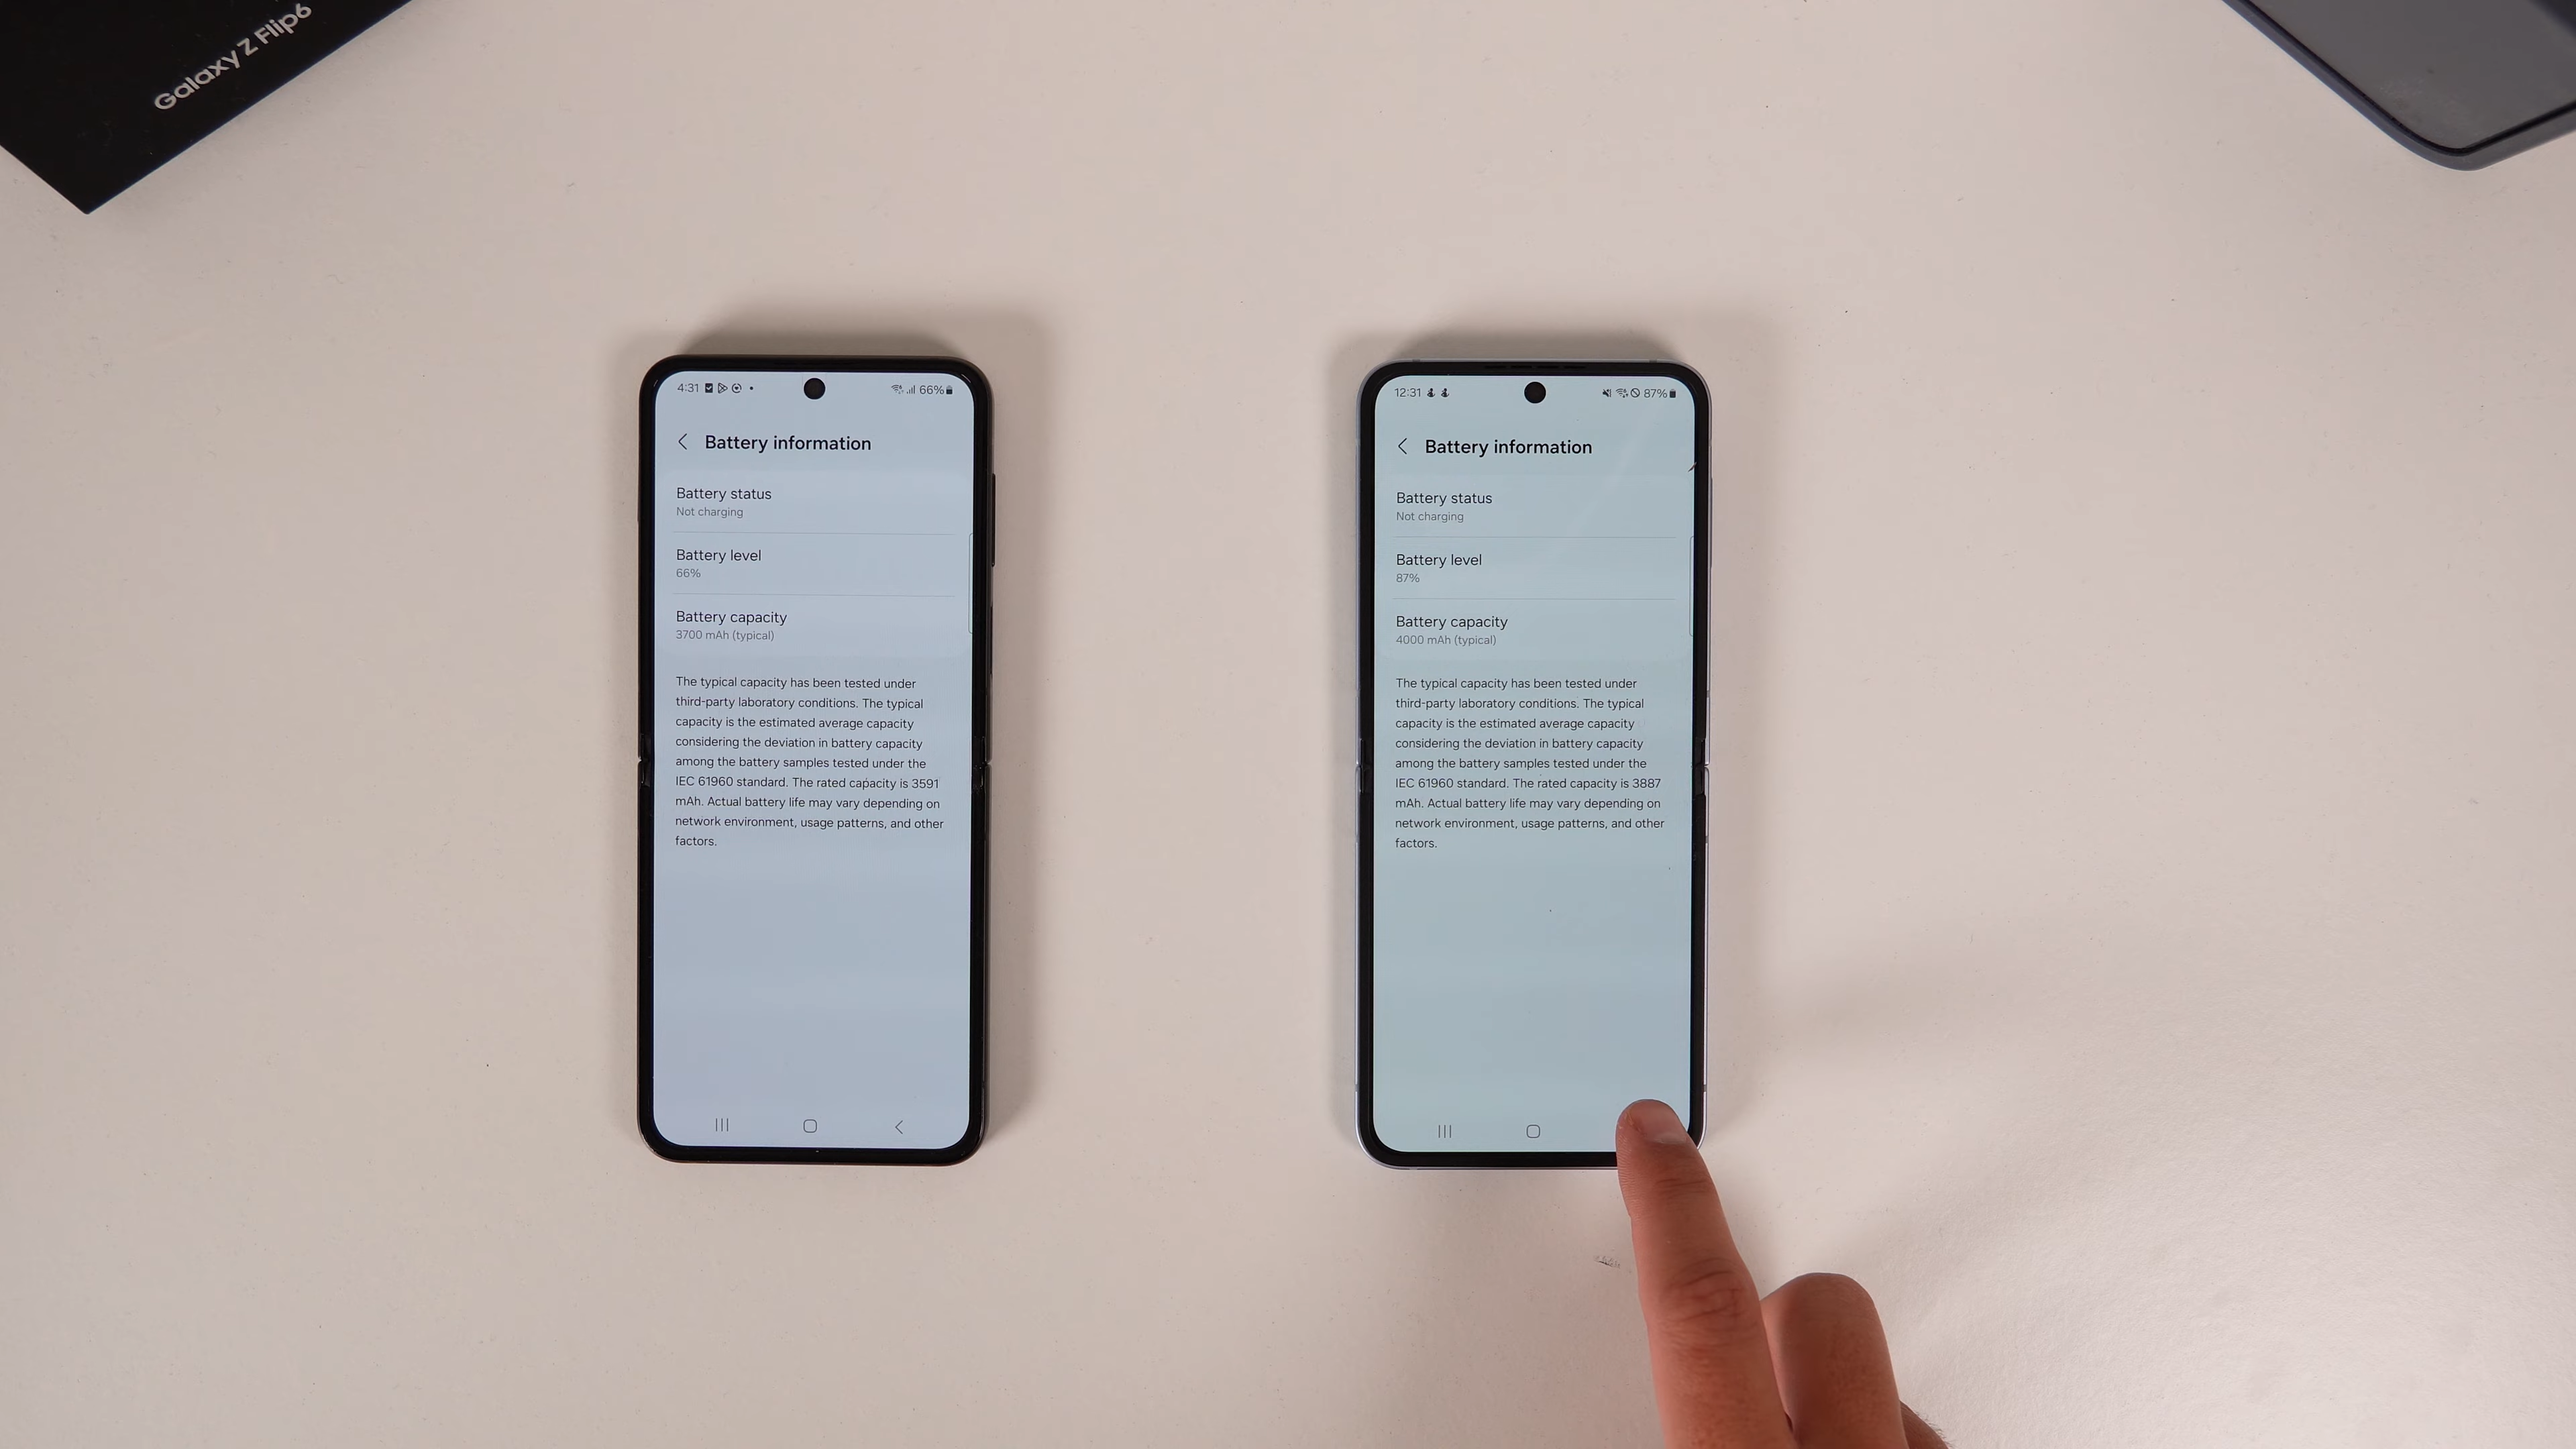 Galaxy Z Flip6
4:31
66%
Battery information
Battery status
Not charging
Battery level
66%
Battery capacity
3700 mAh (typical)
The typical capacity has been tested under
third-party laboratory conditions. The typical
capacity is the estimated average capacity
considering the deviation in battery capacity
among the battery samples tested under the
IEC 61960 standard. The rated capacity is 3591
mAh. Actual battery life may vary depending on
network environment, usage patterns, and other
factors.
12:31
87%
Battery information
Battery status
Not charging
Battery level
87%
Battery capacity
4000 mAh (typical)
The typical capacity has been tested under
third-party laboratory conditions. The typical
capacity is the estimated average capacity
considering the deviation in battery capacity
among the battery samples tested under the
IEC 61960 standard. The rated capacity is 3887
mAh. Actual battery life may vary depending on
network environment, usage patterns, and other
factors.